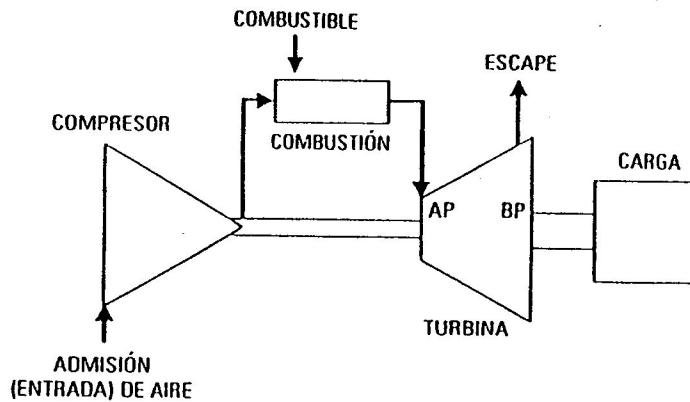 COMBUSTIBLE
ESCAPE
COMPRESOR
COMBUSTIÓN
CARGA
AP
BP
TURBINA
ADMISIÓN
(ENTRADA) DE AIRE